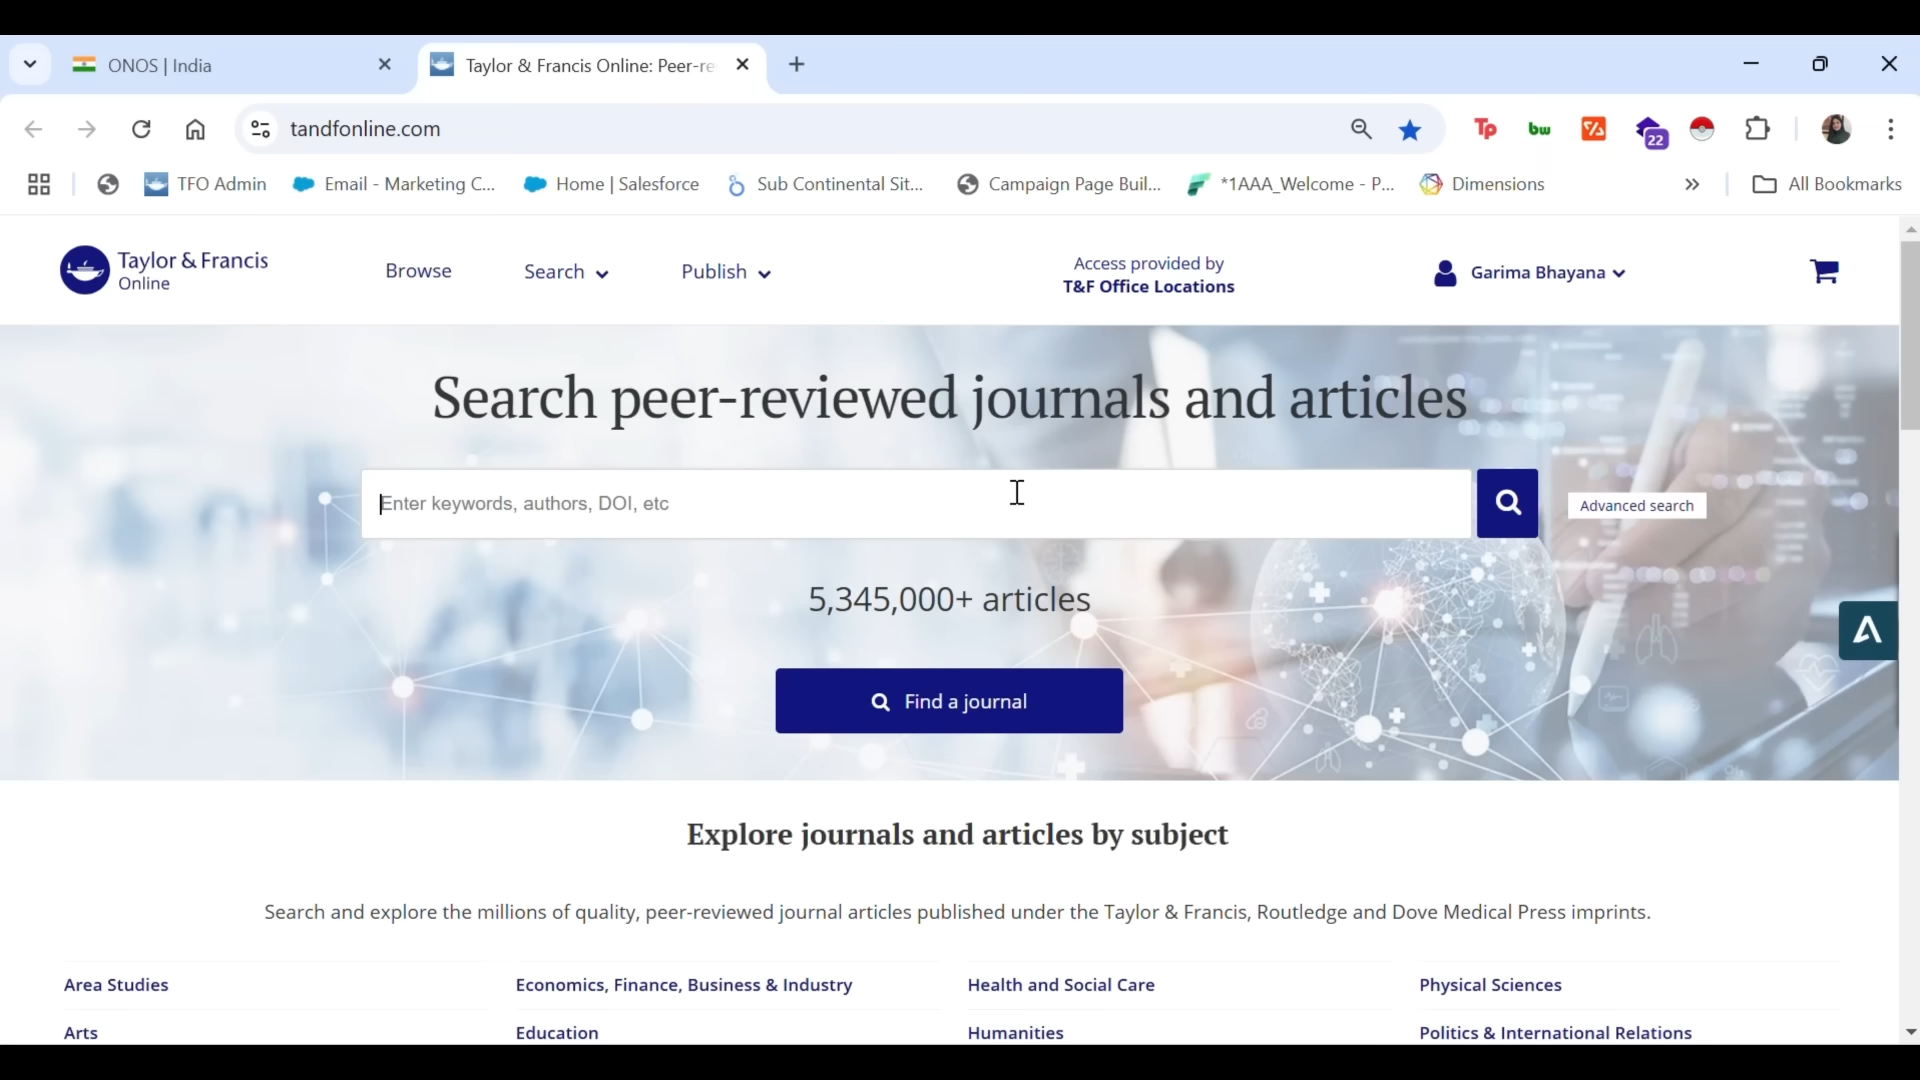 ONOS | India
Taylor & Francis Online: Peer-re
tandfonline.com
Tp
bw
22
TFO Admin
Email - Marketing C...
Home | Salesforce
Sub Continental Sit...
Campaign Page Buil...
*1AAA_Welcome - P...
Dimensions
All Bookmarks
Taylor & Francis
Online
Browse
Search
Publish
Access provided by
T&F Office Locations
Garima Bhayana
Search peer-reviewed journals and articles
Enter keywords, authors, DOI, etc
Advanced search
5,345,000+ articles
Find a journal
Explore journals and articles by subject
Search and explore the millions of quality, peer-reviewed journal articles published under the Taylor & Francis, Routledge and Dove Medical Press imprints.
Area Studies
Economics, Finance, Business & Industry
Health and Social Care
Physical Sciences
Arts
Education
Humanities
Politics & International Relations